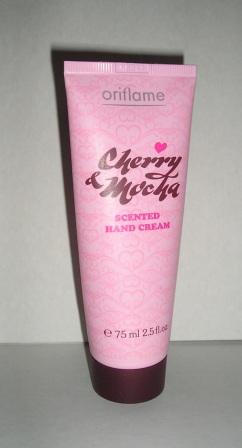 oriflame
Cherry
& Mocha
SCENTED
HAND CREAM
e 75 ml 2.5 fl.oz